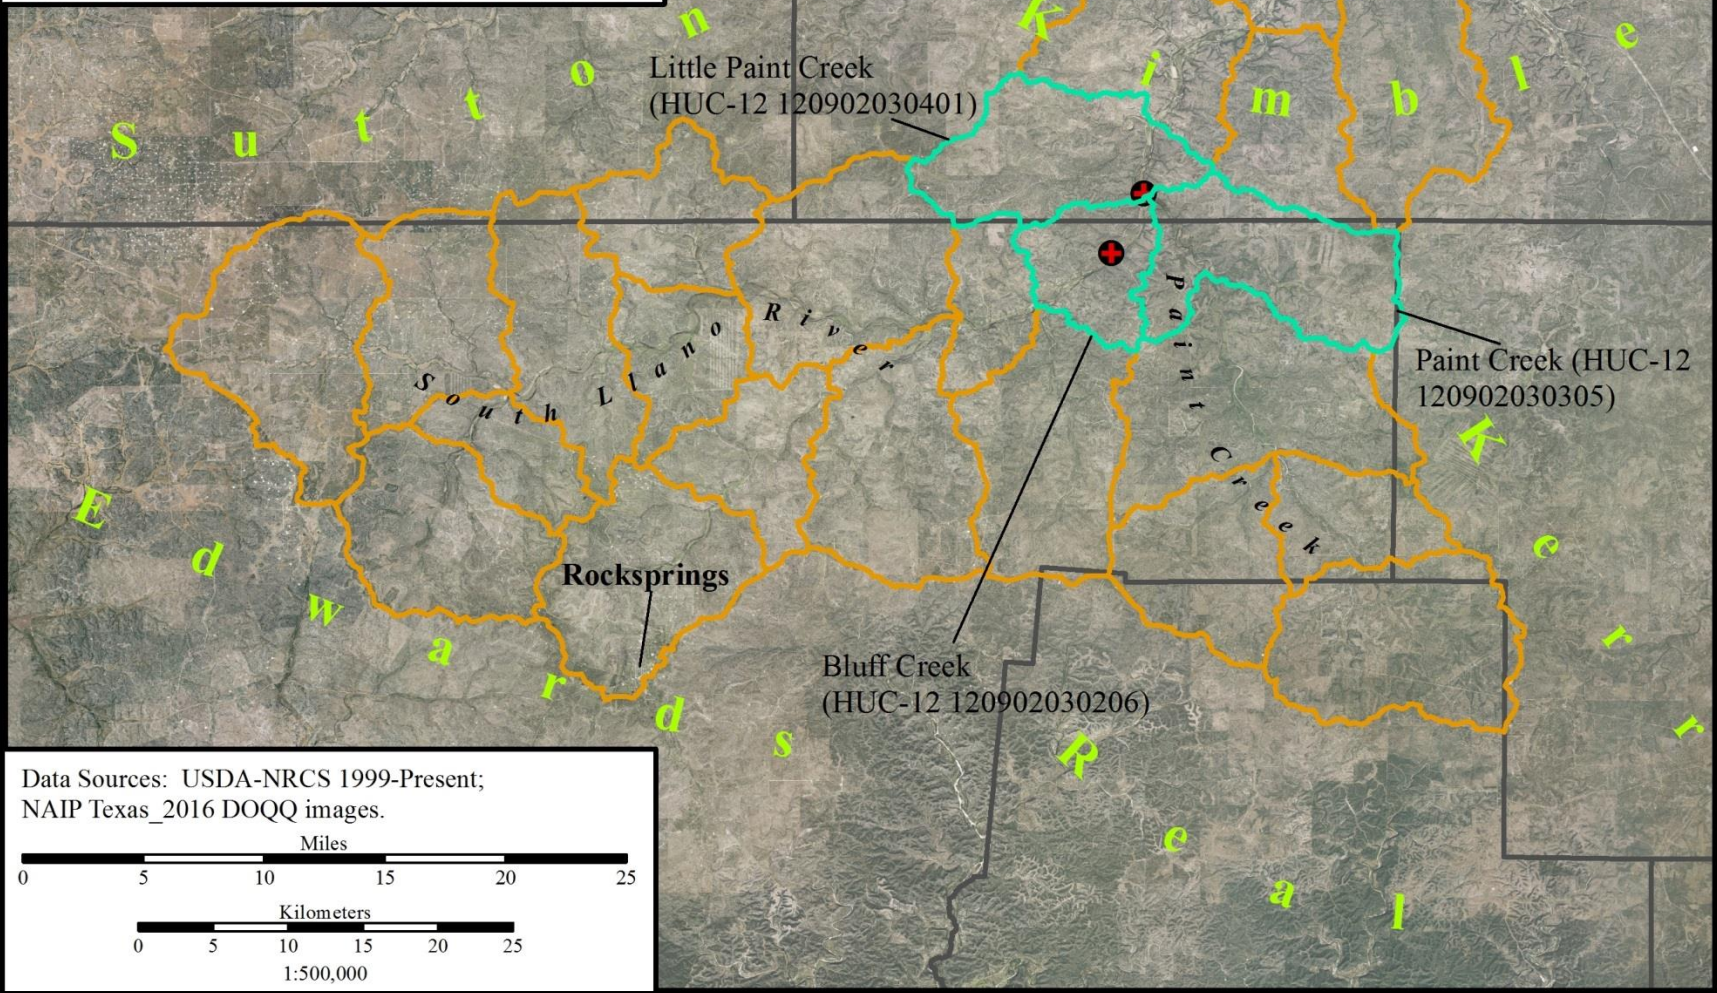 Sutton
Kimble
Little Paint Creek
(HUC-12 120902030401)
South Llano River
Paint Creek
Paint Creek (HUC-12
120902030305)
Kerr
Edwards
Rocksprings
Bluff Creek
(HUC-12 120902030206)
Real
Data Sources:  USDA-NRCS 1999-Present;
NAIP Texas_2016 DOQQ images.
Miles
0 5 10 15 20 25
Kilometers
0 5 10 15 20 25
1:500,000